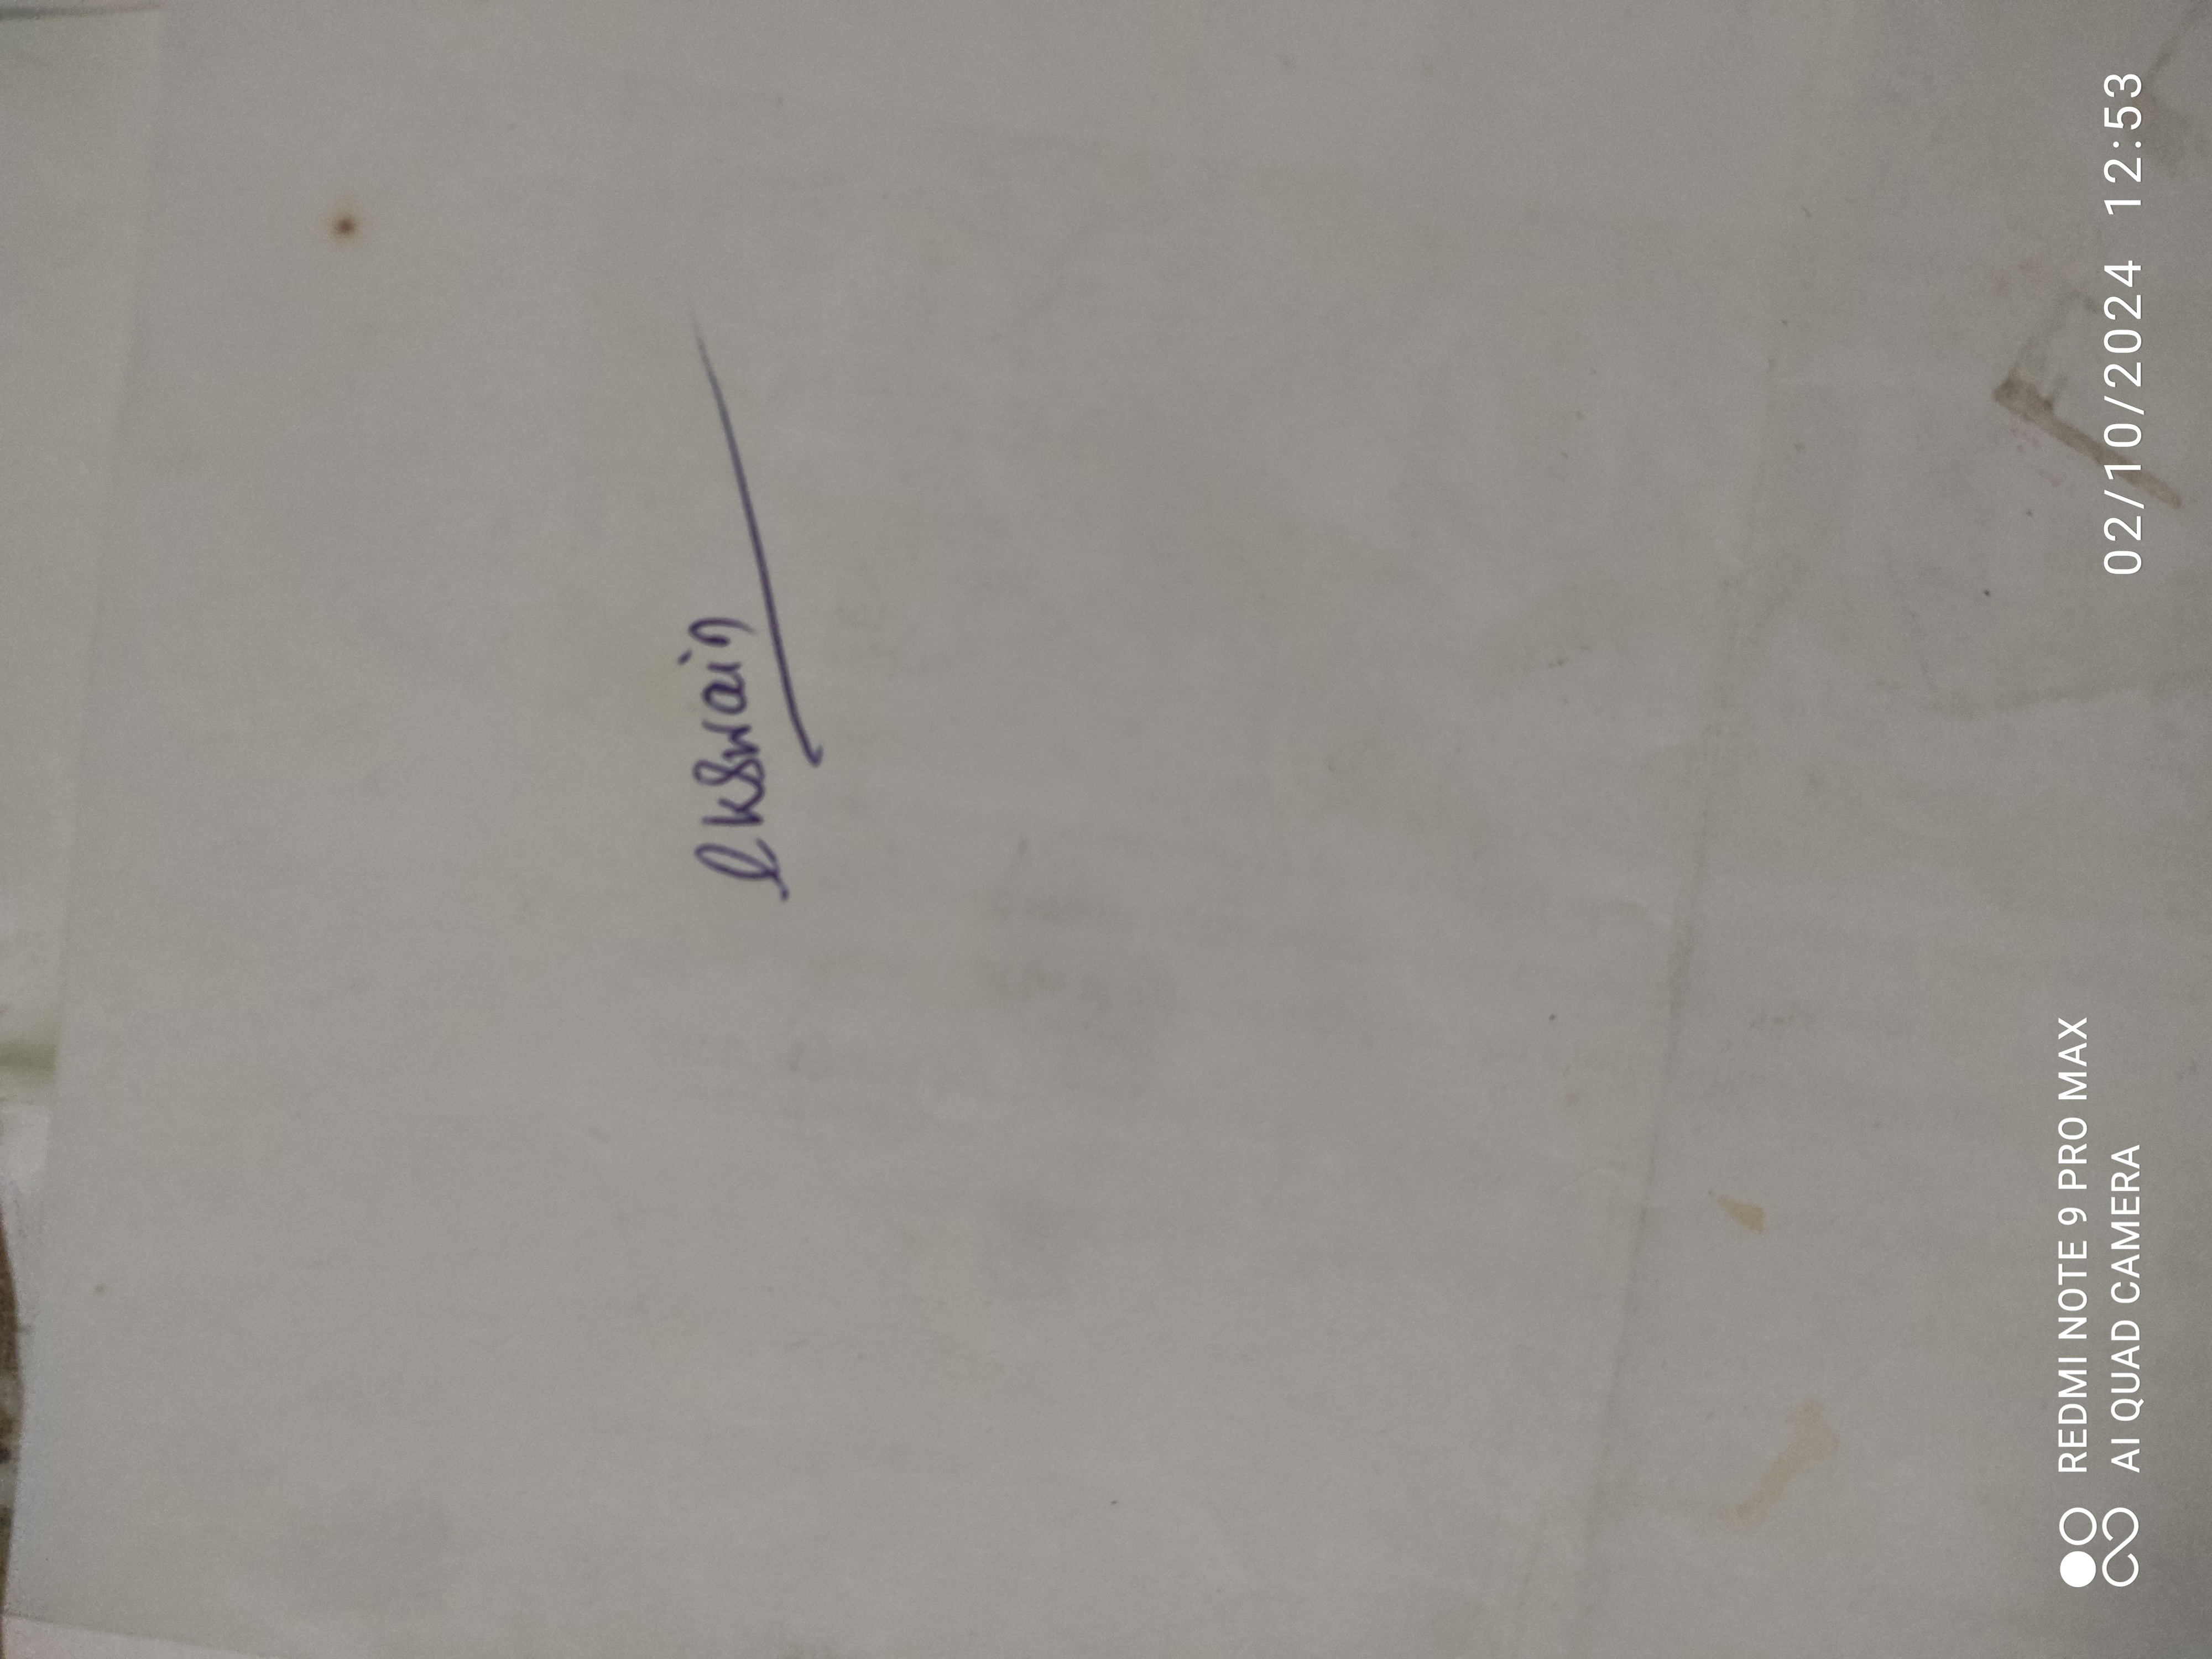 lkSwain
REDMI NOTE 9 PRO MAX
AI QUAD CAMERA
02/10/2024 12:53